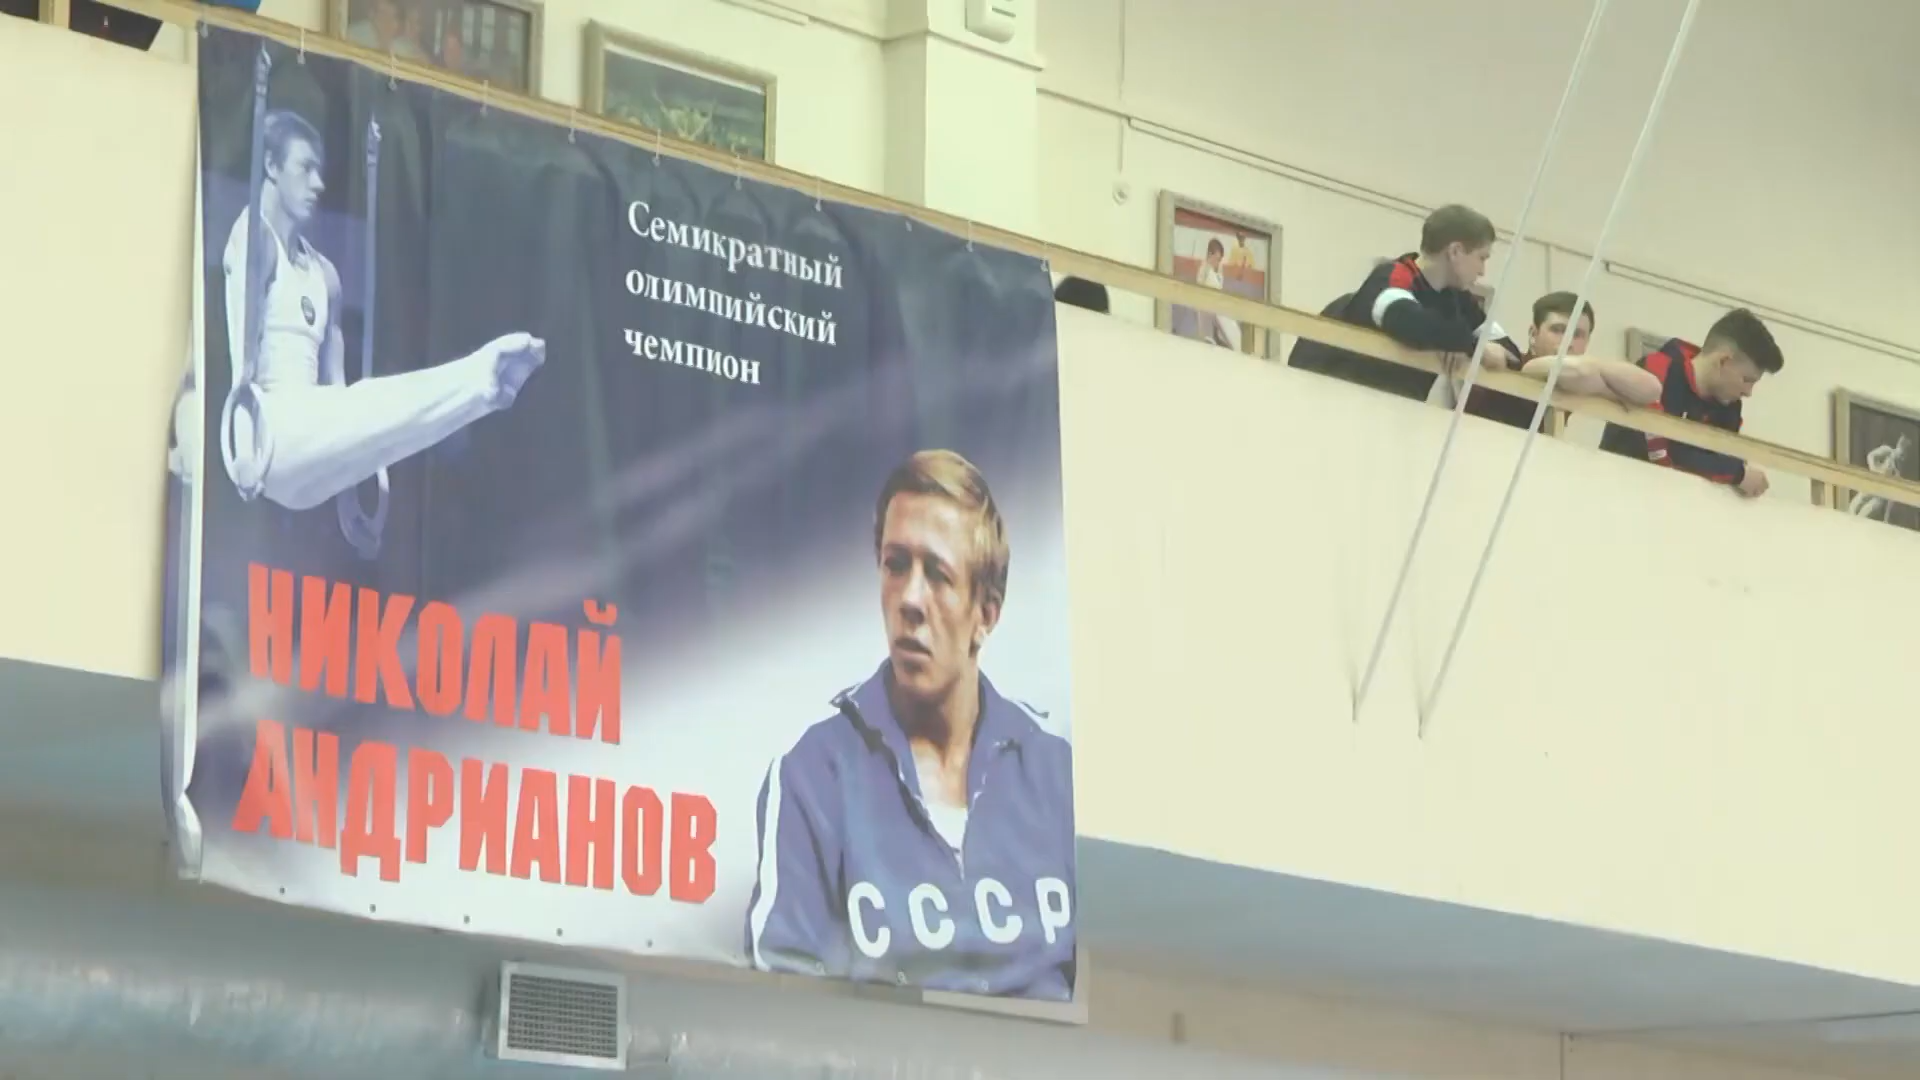 Семикратный
олимпийский
чемпион
НИКОЛАЙ
АНДРИАНОВ
СССР